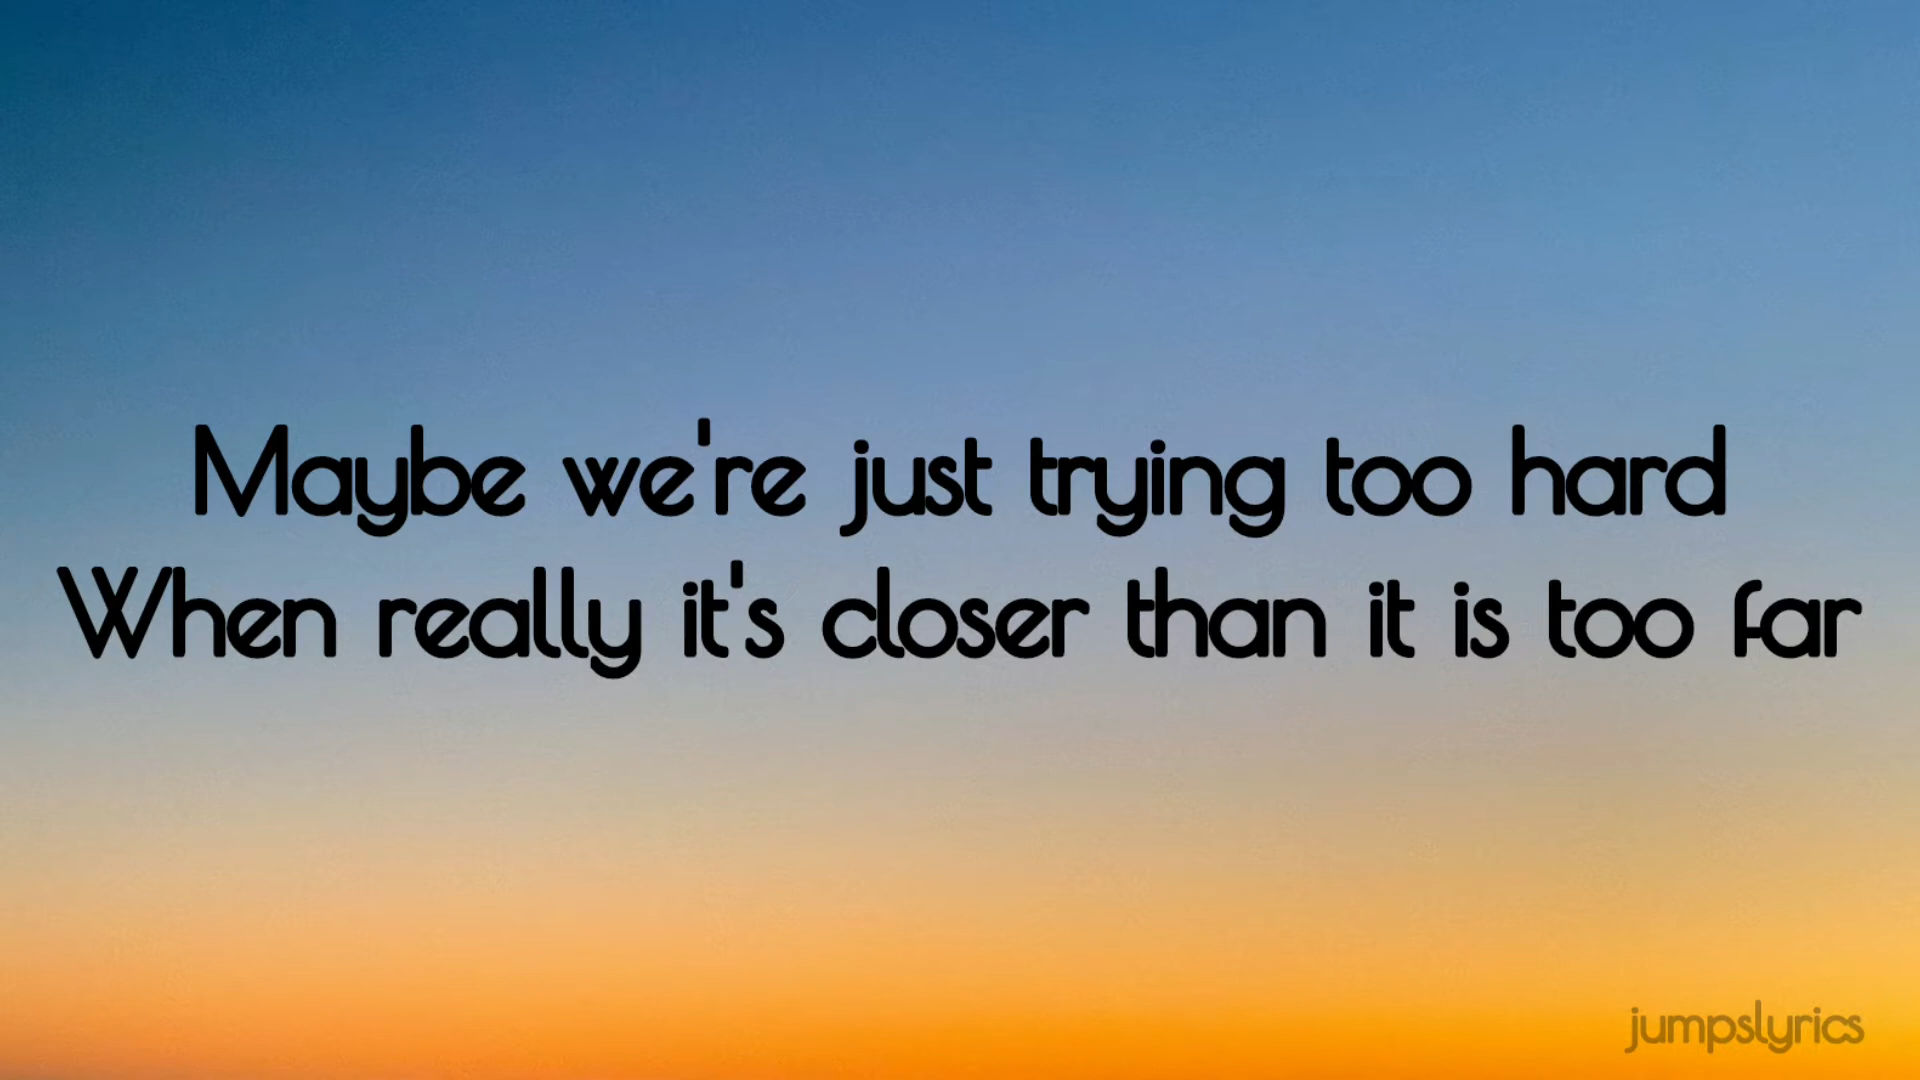 Maybe we're just trying too hard
When really it's closer than it is too far
jumpslyrics